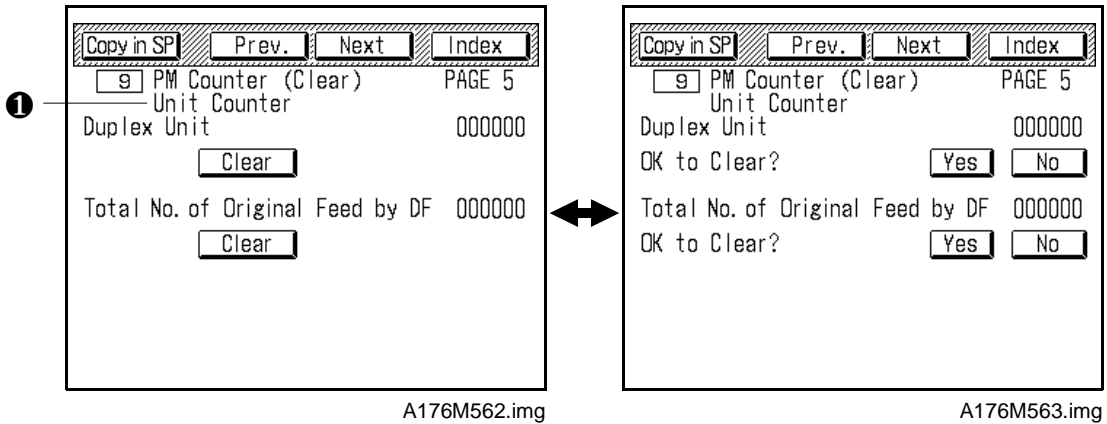 Copy in SP Prev. Next Index
9 PM Counter (Clear) PAGE 5
❶ Unit Counter
Duplex Unit 000000
Clear
Total No. of Original Feed by DF 000000
Clear
A176M562.img
Copy in SP Prev. Next Index
9 PM Counter (Clear) PAGE 5
Unit Counter
Duplex Unit 000000
OK to Clear? Yes No
Total No. of Original Feed by DF 000000
OK to Clear? Yes No
A176M563.img